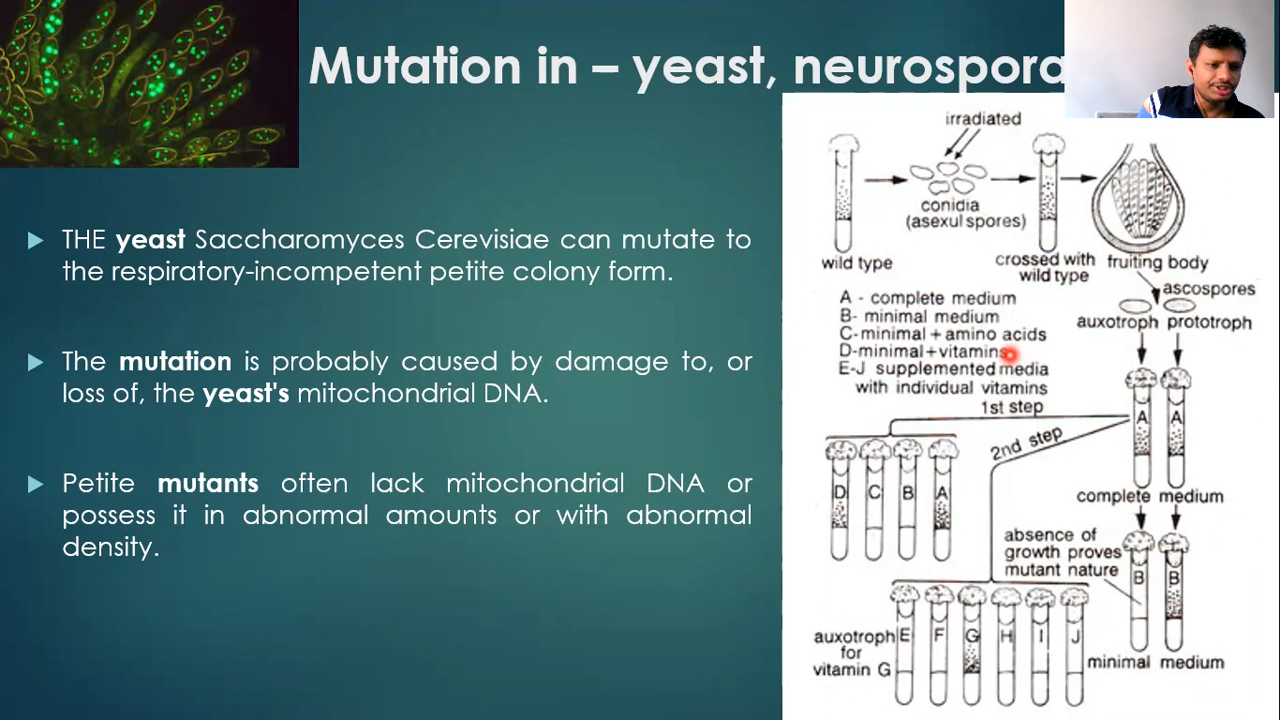 Mutation in – yeast, neurospora
THE yeast Saccharomyces Cerevisiae can mutate to
the respiratory-incompetent petite colony form.
The mutation is probably caused by damage to, or
loss of, the yeast's mitochondrial DNA.
Petite mutants often lack mitochondrial DNA or
possess it in abnormal amounts or with abnormal
density.
irradiated
conidia
(asexul spores)
wild type
crossed with
wild type
fruiting body
ascospores
auxotroph prototroph
A - complete medium
B- minimal medium
C-minimal + amino acids
D-minimal+vitamins
E-J supplemented media
with individual vitamins
1st step
2nd step
A A
complete medium
D C B A
absence of
growth proves
mutant nature
B B
minimal medium
E F G H I J
auxotroph
for
vitamin G